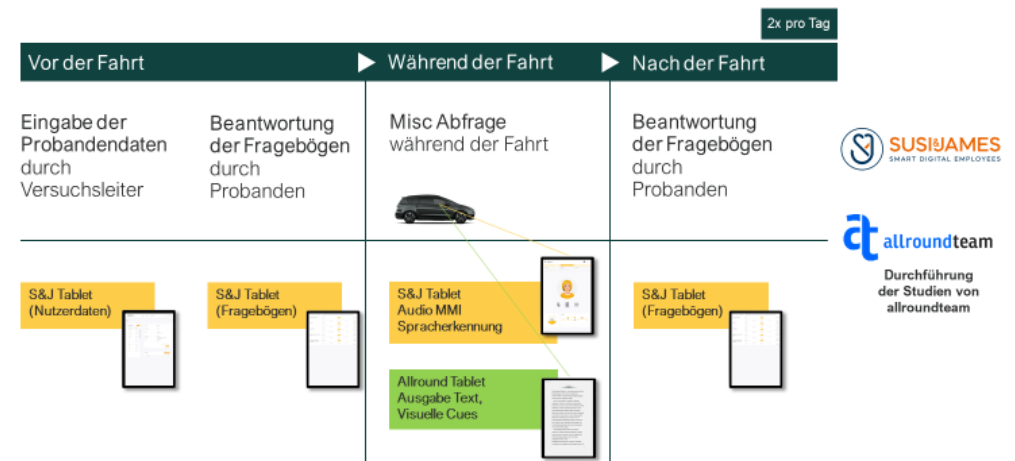 2x pro Tag
Vor der Fahrt
Während der Fahrt
Nach der Fahrt
Eingabe der
Probandendaten
durch
Versuchsleiter
Beantwortung
der Fragebögen
durch
Probanden
Misc Abfrage
während der Fahrt
Beantwortung
der Fragebögen
durch
Probanden
SUSI&JAMES
SMART DIGITAL EMPLOYEES
allroundteam
Durchführung
der Studien von
allroundteam
S&J Tablet
(Nutzerdaten)
S&J Tablet
(Fragebögen)
S&J Tablet
Audio MMI
Spracherkennung
S&J Tablet
(Fragebögen)
Allround Tablet
Ausgabe Text,
Visuelle Cues